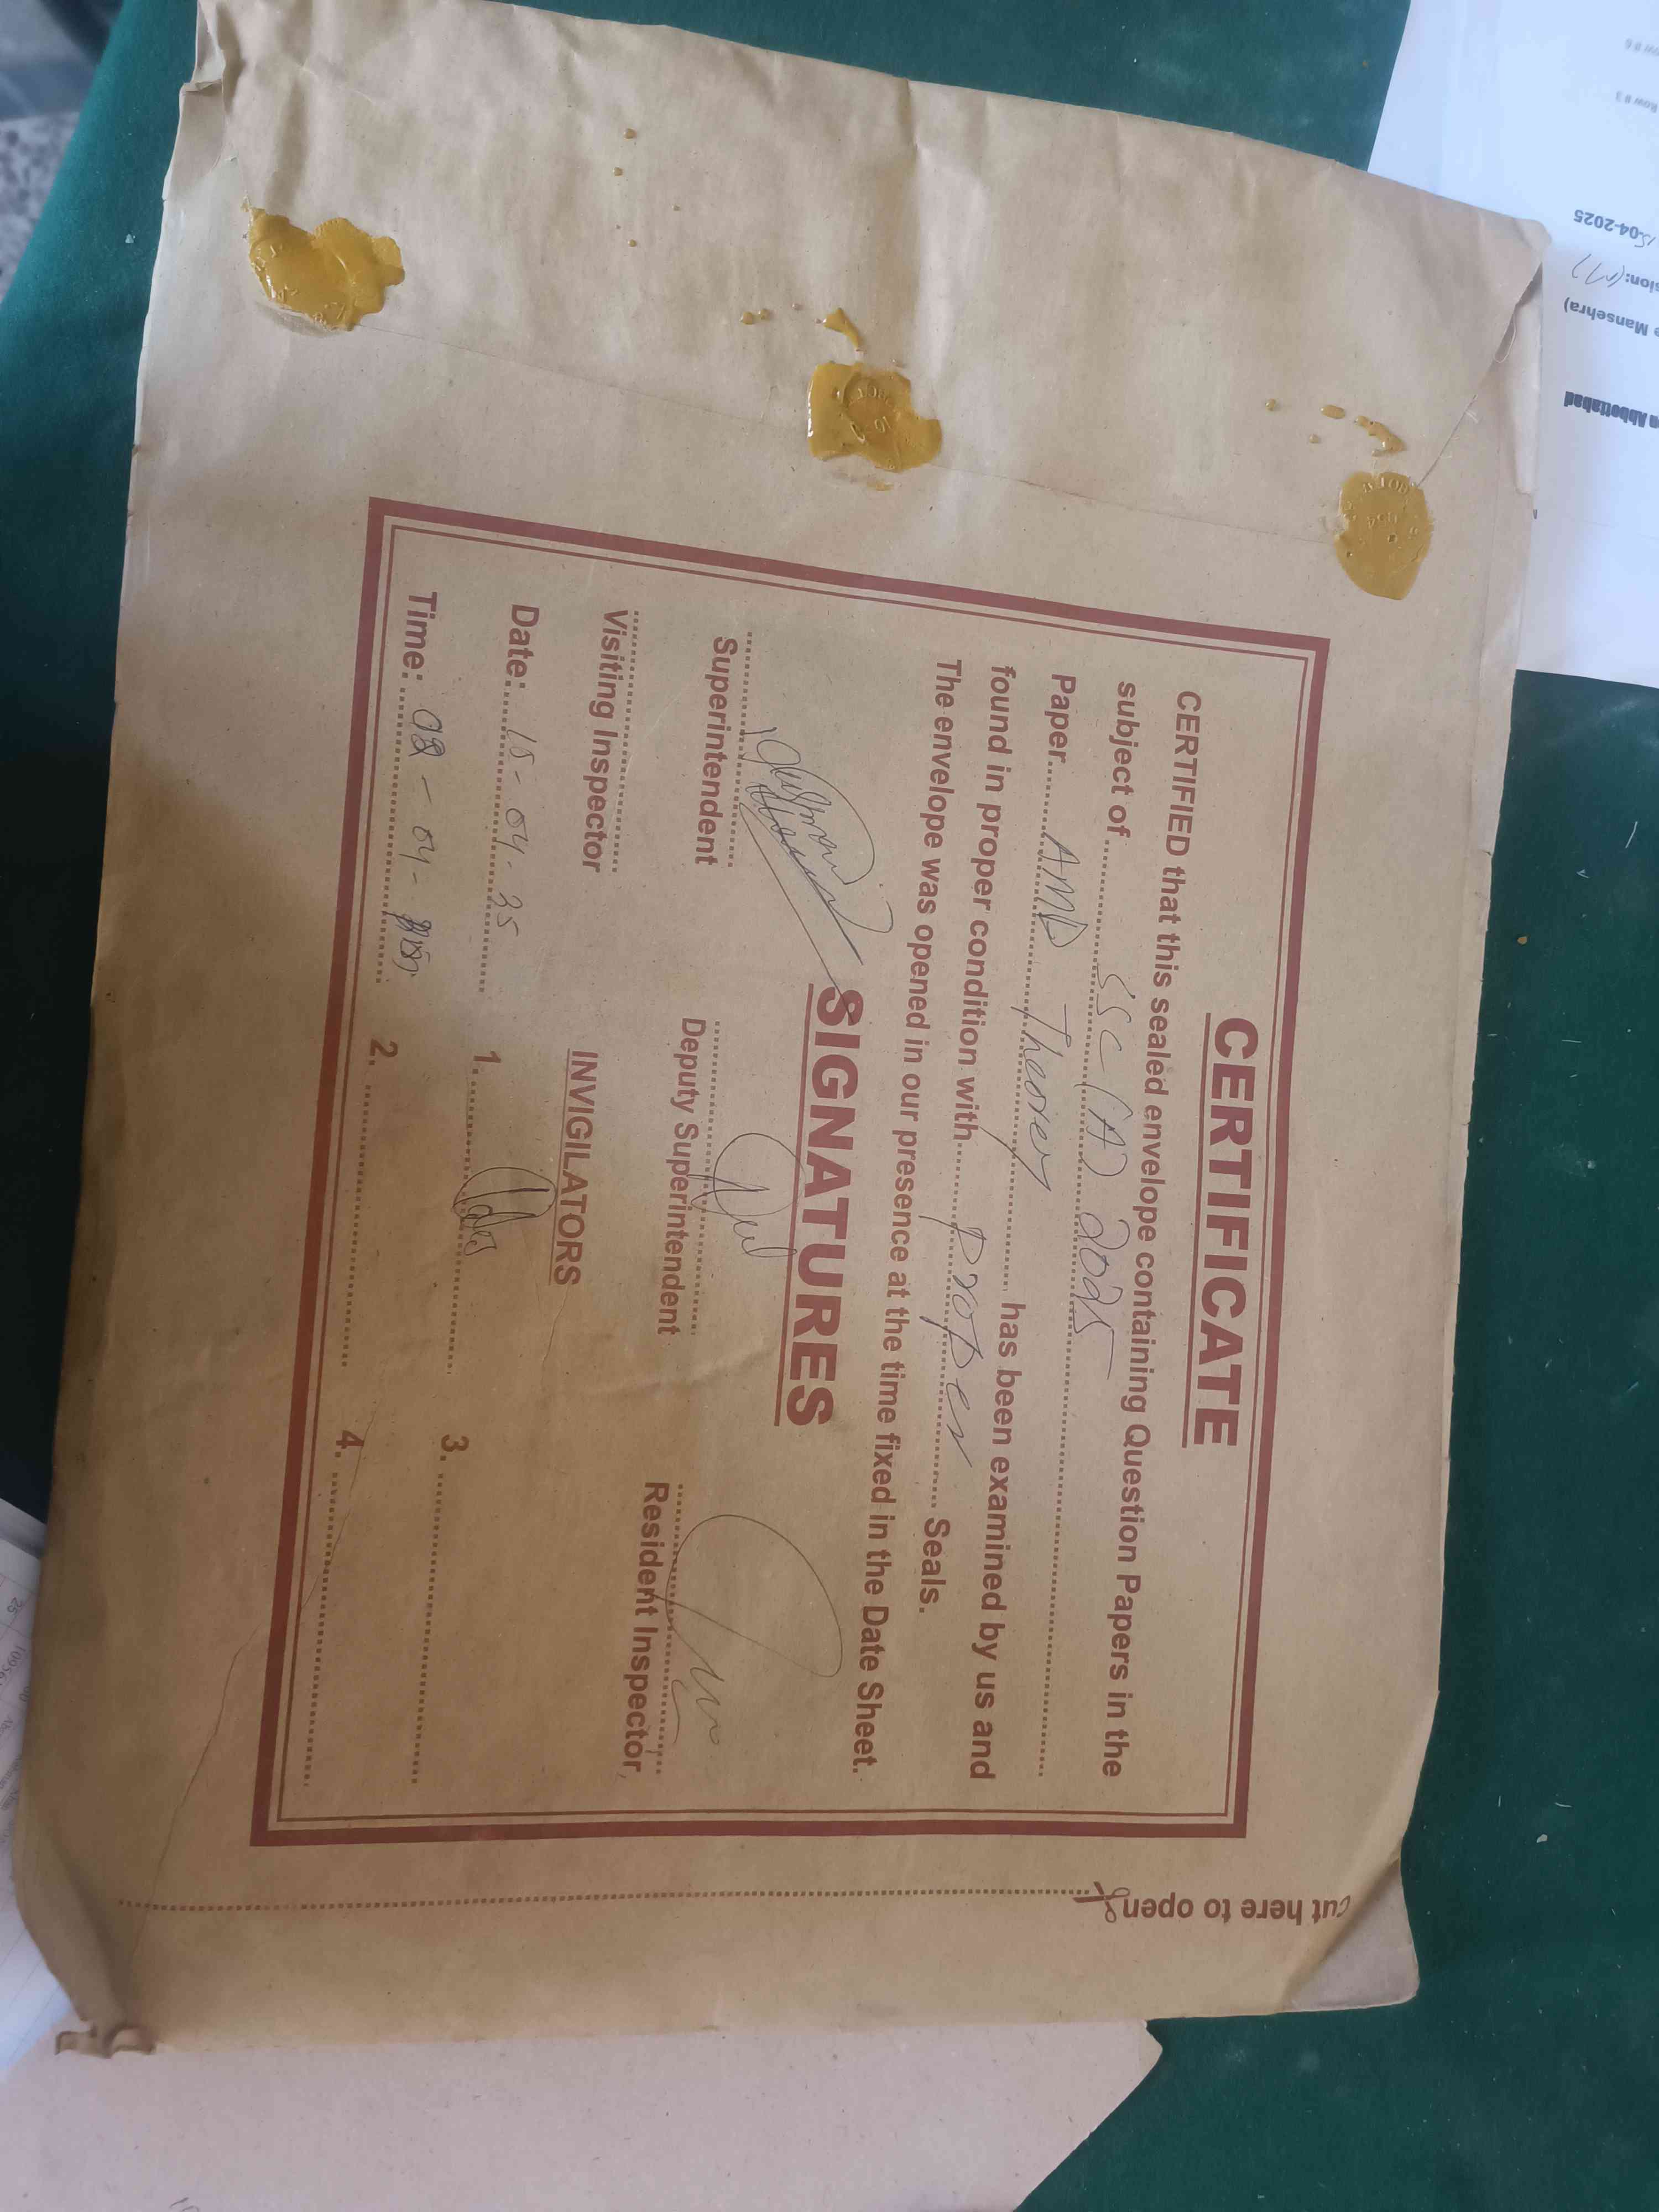 CERTIFICATE
CERTIFIED that this sealed envelope containing Question Papers in the
subject of ........ SSC (A) 2025 ........
Paper..... AMD Theorey ........ has been examined by us and
found in proper condition with..... proper ........ Seals.
The envelope was opened in our presence at the time fixed in the Date Sheet.
SIGNATURES
Superintendent Deputy Superintendent Resident Inspector
Visiting Inspector
INVIGILATORS
Date:.... 15-04-25
1. 3.
Time: 02-04-
2. 4.
cut here to open
04-2025
Mansehra)
Abbottabad